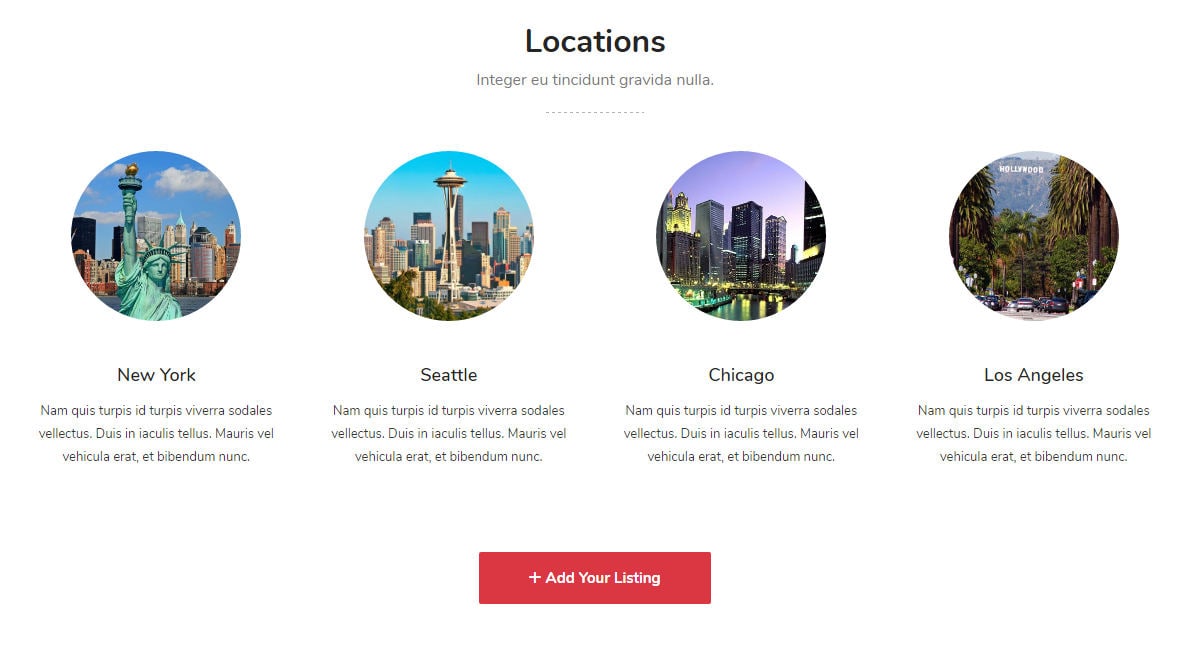 Locations
Integer eu tincidunt gravida nulla.
HOLLYWOOD
New York
Nam quis turpis id turpis viverra sodales
vellectus. Duis in iaculis tellus. Mauris vel
vehicula erat, et bibendum nunc.
Seattle
Nam quis turpis id turpis viverra sodales
vellectus. Duis in iaculis tellus. Mauris vel
vehicula erat, et bibendum nunc.
Chicago
Nam quis turpis id turpis viverra sodales
vellectus. Duis in iaculis tellus. Mauris vel
vehicula erat, et bibendum nunc.
Los Angeles
Nam quis turpis id turpis viverra sodales
vellectus. Duis in iaculis tellus. Mauris vel
vehicula erat, et bibendum nunc.
+ Add Your Listing